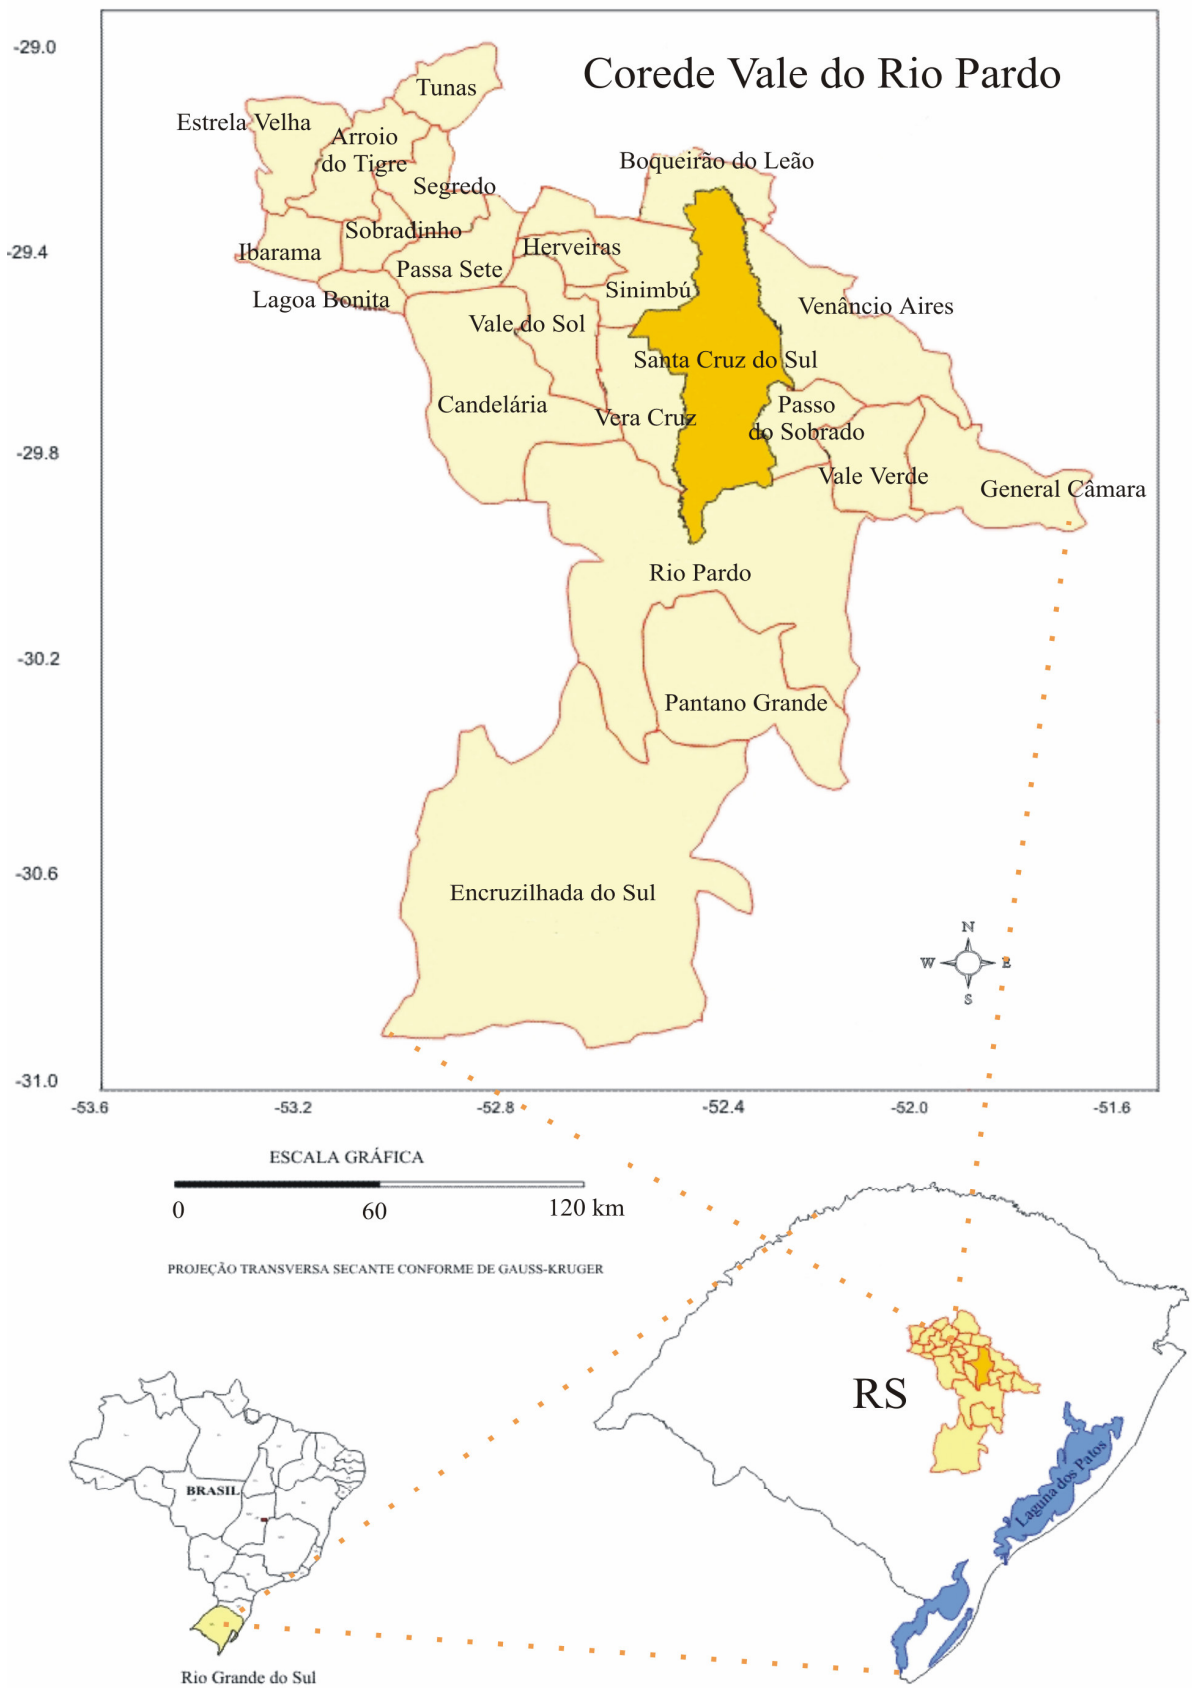 Corede Vale do Rio Pardo
-29.0
Tunas
Estrela Velha
Arroio
do Tigre
Boqueirão do Leão
Segredo
Sobradinho
Herveiras
-29.4
Ibarama
Passa Sete
Sinimbú
Lagoa Bonita
Venâncio Aires
Vale do Sol
Santa Cruz do Sul
Candelária
Passo
do Sobrado
Vera Cruz
-29.8
Vale Verde
General Câmara
Rio Pardo
-30.2
Pantano Grande
-30.6
Encruzilhada do Sul
N
W
E
S
-31.0
-53.6
-53.2
-52.8
-52.4
-52.0
-51.6
ESCALA GRÁFICA
0
60
120 km
PROJEÇÃO TRANSVERSA SECANTE CONFORME DE GAUSS-KRUGER
RS
Laguna dos Patos
BRASIL
Rio Grande do Sul